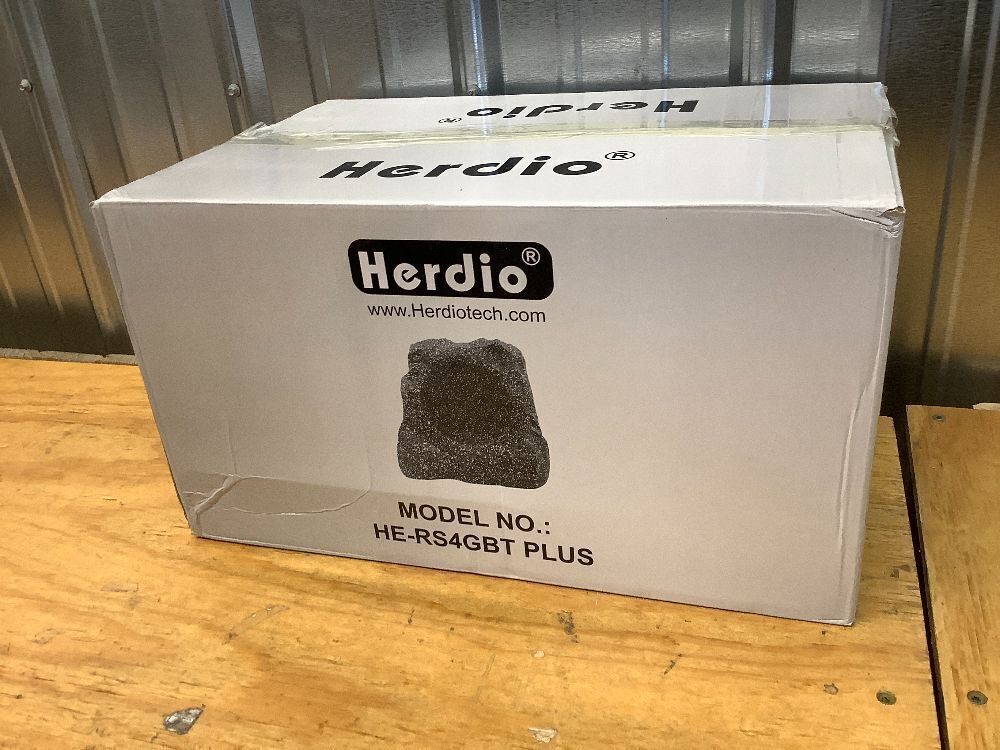 Herdio®
Herdio®
Herdio®
www.Herdiotech.com
MODEL NO.:
HE-RS4GBT PLUS